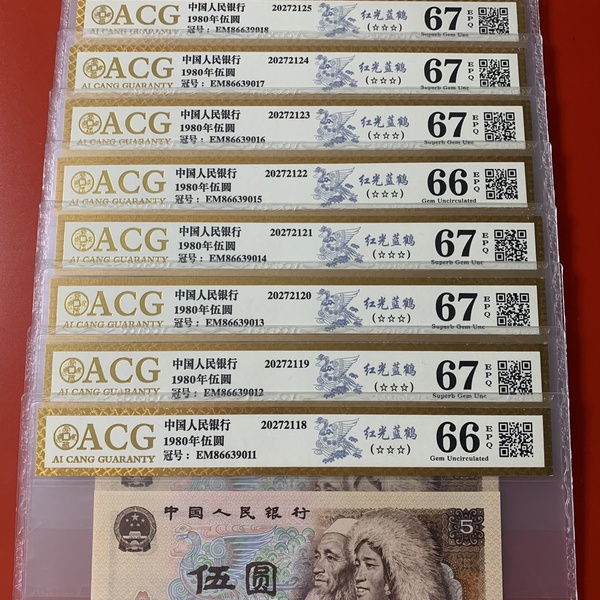 ACG
AI CANG GUARANTY
中国人民银行 20272125
1980年伍圆
冠号： EM86639018
红光蓝鹤
(☆☆☆)
67 EPQ
Superb Gem Unc
ACG
AI CANG GUARANTY
中国人民银行 20272124
1980年伍圆
冠号： EM86639017
红光蓝鹤
(☆☆☆)
67 EPQ
Superb Gem Unc
ACG
AI CANG GUARANTY
中国人民银行 20272123
1980年伍圆
冠号： EM86639016
红光蓝鹤
(☆☆☆)
67 EPQ
Superb Gem Unc
ACG
AI CANG GUARANTY
中国人民银行 20272122
1980年伍圆
冠号： EM86639015
红光蓝鹤
(☆☆☆)
66 EPQ
Gem Uncirculated
ACG
AI CANG GUARANTY
中国人民银行 20272121
1980年伍圆
冠号： EM86639014
红光蓝鹤
(☆☆☆)
67 EPQ
Superb Gem Unc
ACG
AI CANG GUARANTY
中国人民银行 20272120
1980年伍圆
冠号： EM86639013
红光蓝鹤
(☆☆☆)
67 EPQ
Superb Gem Unc
ACG
AI CANG GUARANTY
中国人民银行 20272119
1980年伍圆
冠号： EM86639012
红光蓝鹤
(☆☆☆)
67 EPQ
Superb Gem Unc
ACG
AI CANG GUARANTY
中国人民银行 20272118
1980年伍圆
冠号： EM86639011
红光蓝鹤
(☆☆☆)
66 EPQ
Gem Uncirculated
中国人民银行
5
伍圆